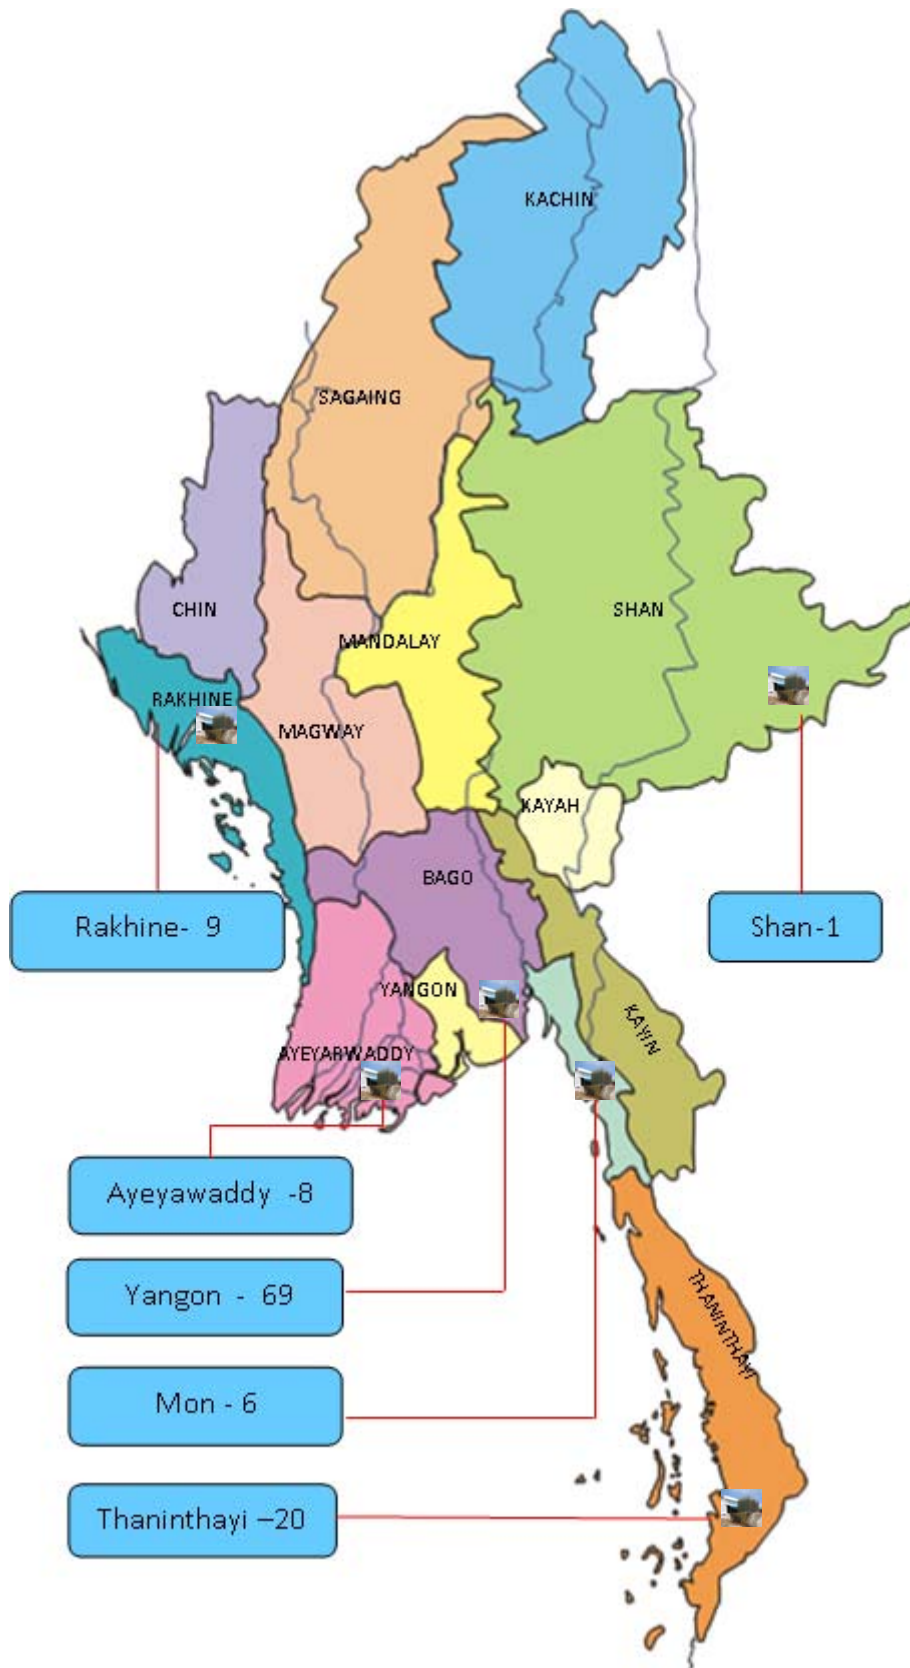 KACHIN
SAGAING
CHIN
SHAN
MANDALAY
RAKHINE
MAGWAY
KAYAH
BAGO
Rakhine- 9
Shan-1
YANGON
KAYIN
AYEYARWADDY
Ayeyawaddy -8
Yangon - 69
THANINTHAYI
Mon - 6
Thaninthayi –20